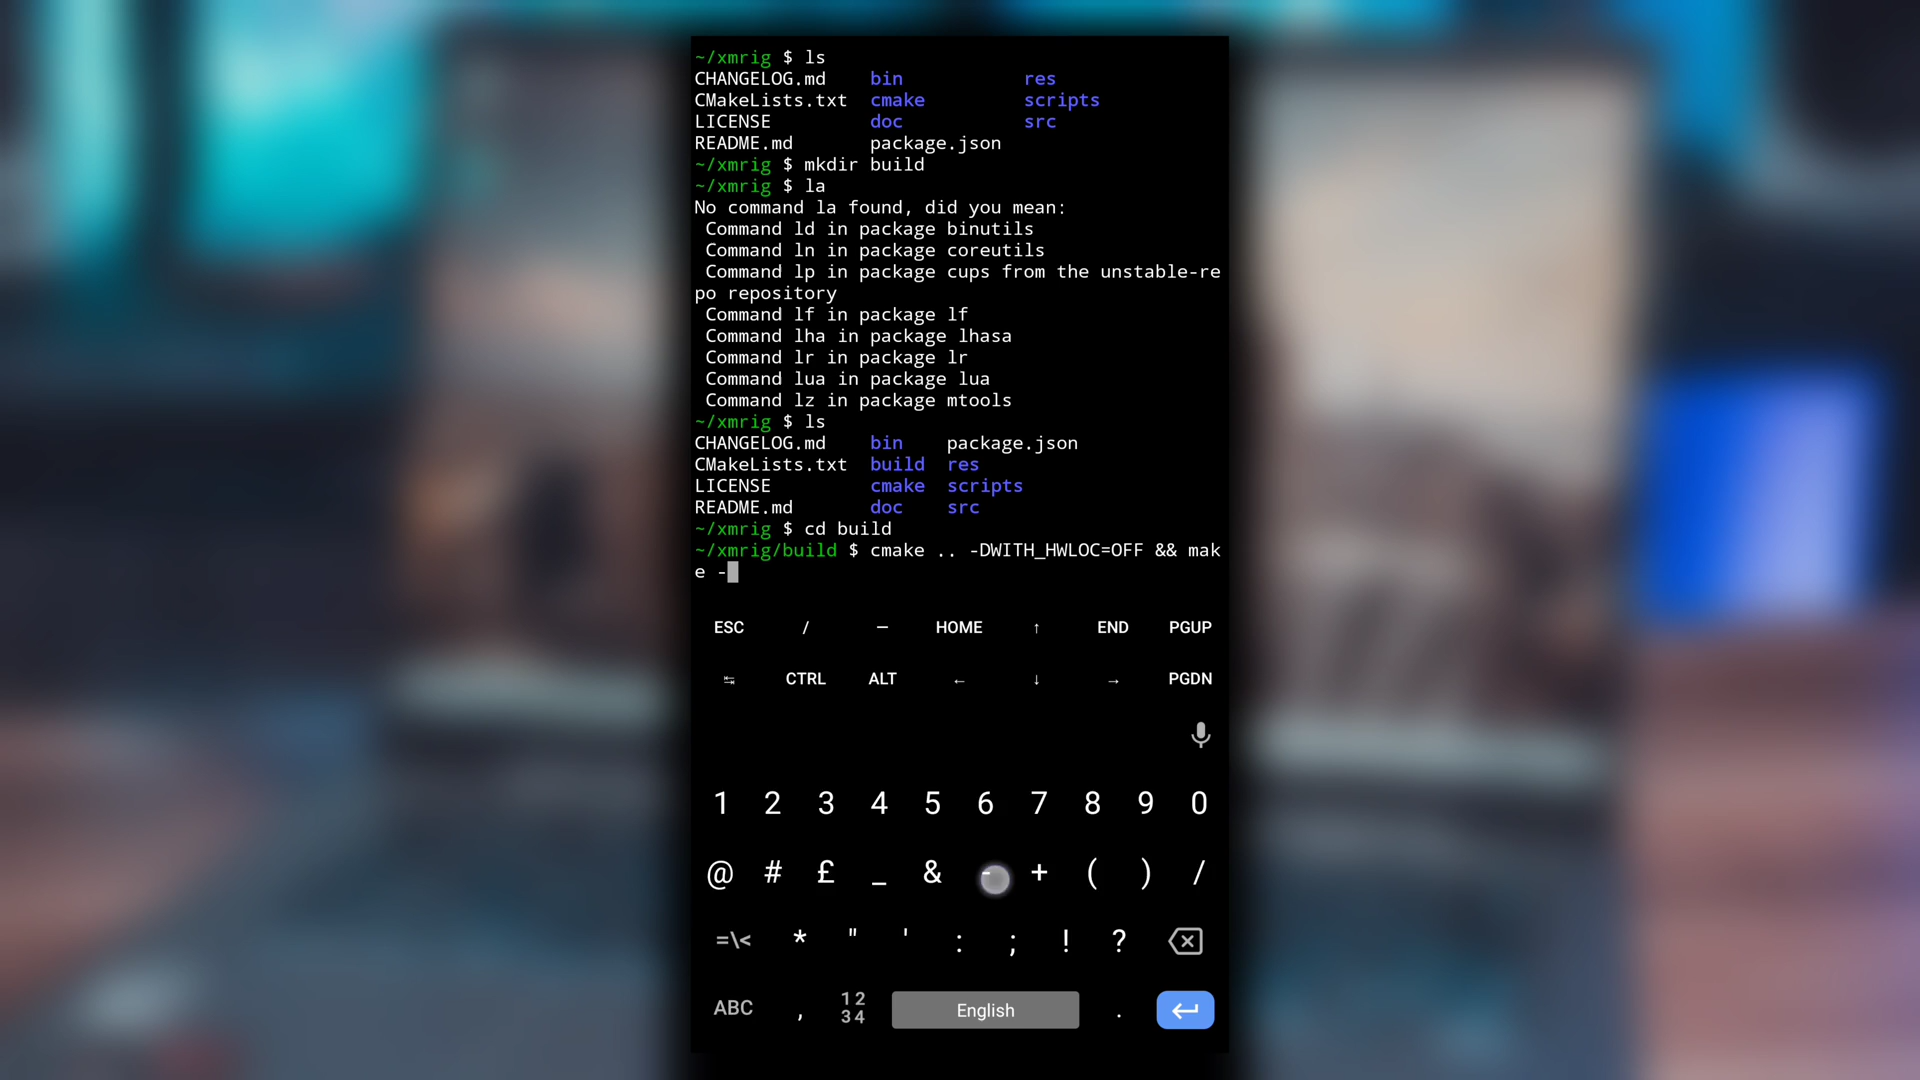 ~/xmrig $ ls
CHANGELOG.md bin res
CMakeLists.txt cmake scripts
LICENSE doc src
README.md package.json
~/xmrig $ mkdir build
~/xmrig $ la
No command la found, did you mean:
Command ld in package binutils
Command ln in package coreutils
Command lp in package cups from the unstable-re
po repository
Command lf in package lf
Command lha in package lhasa
Command lr in package lr
Command lua in package lua
Command lz in package mtools
~/xmrig $ ls
CHANGELOG.md bin package.json
CMakeLists.txt build res
LICENSE cmake scripts
README.md doc src
~/xmrig $ cd build
~/xmrig/build $ cmake .. -DWITH_HWLOC=OFF && mak
e -
ESC / — HOME ↑ END PGUP
↹ CTRL ALT ← ↓ → PGDN
1 2 3 4 5 6 7 8 9 0
@ # £ _ & - + ( ) /
=\< * " ' : ; ! ?
ABC , 12 34 English .